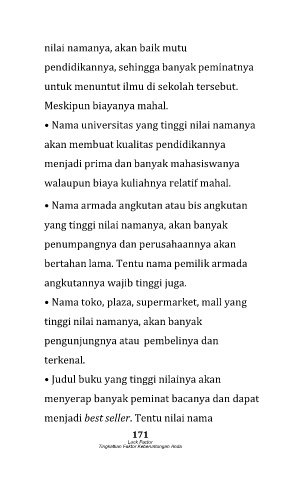 nilai namanya, akan baik mutu
pendidikannya, sehingga banyak peminatnya
untuk menuntut ilmu di sekolah tersebut.
Meskipun biayanya mahal.
• Nama universitas yang tinggi nilai namanya
akan membuat kualitas pendidikannya
menjadi prima dan banyak mahasiswanya
walaupun biaya kuliahnya relatif mahal.
• Nama armada angkutan atau bis angkutan
yang tinggi nilai namanya, akan banyak
penumpangnya dan perusahaannya akan
bertahan lama. Tentu nama pemilik armada
angkutannya wajib tinggi juga.
• Nama toko, plaza, supermarket, mall yang
tinggi nilai namanya, akan banyak
pengunjungnya atau pembelinya dan
terkenal.
• Judul buku yang tinggi nilainya akan
menyerap banyak peminat bacanya dan dapat
menjadi best seller. Tentu nilai nama
171
Luck Factor
Tingkatkan Faktor Keberuntungan Anda